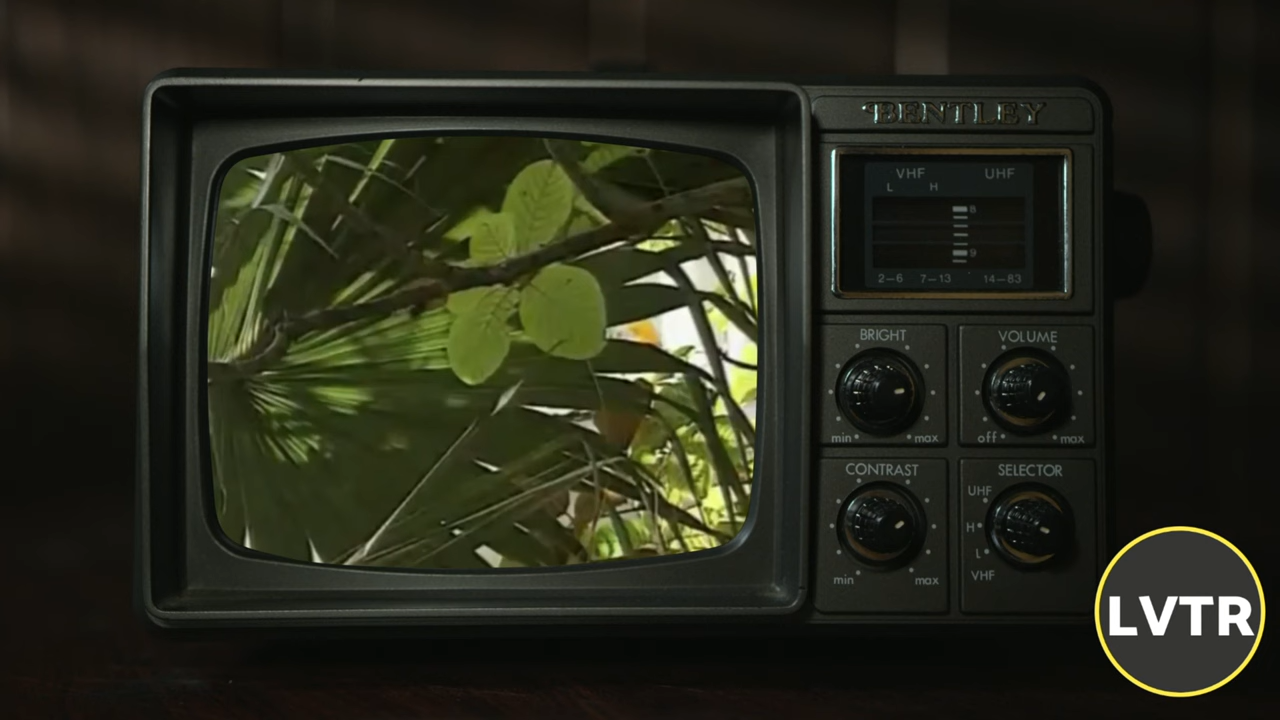 BENTLEY
VHF UHF
L H
8
9
2-6 7-13 14-83
BRIGHT
min max
VOLUME
off max
CONTRAST
min max
SELECTOR
UHF
H
L
VHF
LVTR